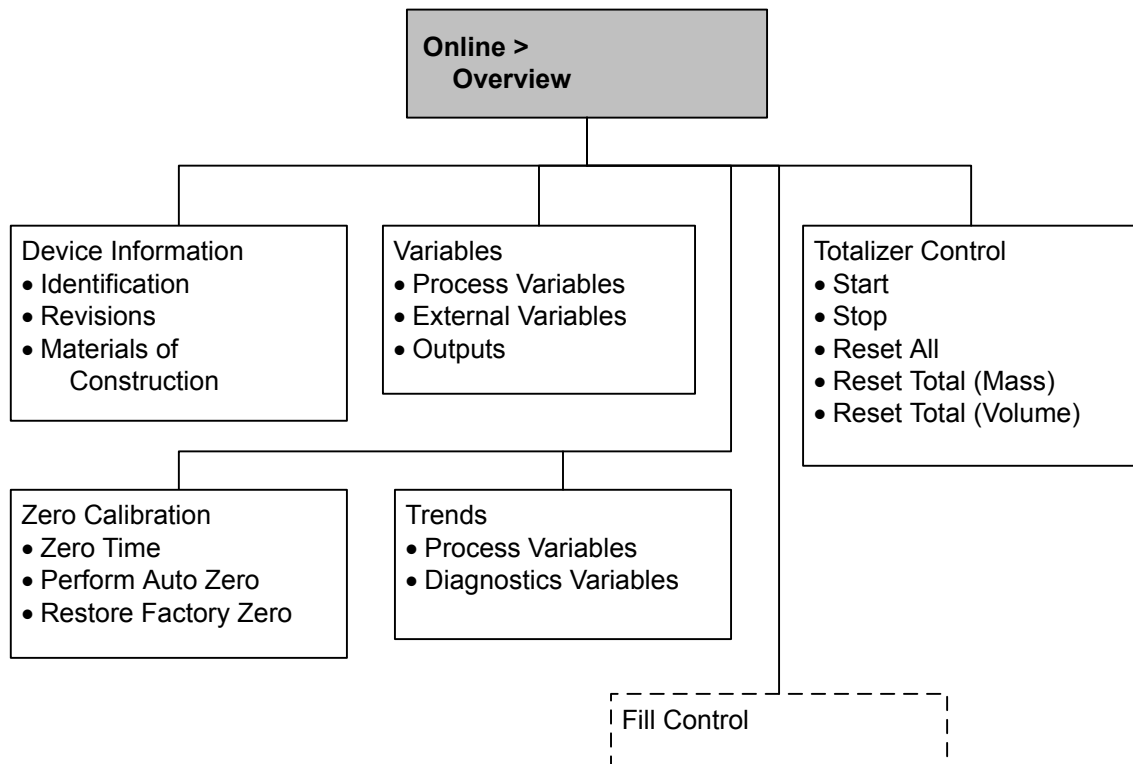 Online >
Overview
Device Information
• Identification
• Revisions
• Materials of
Construction
Variables
• Process Variables
• External Variables
• Outputs
Totalizer Control
• Start
• Stop
• Reset All
• Reset Total (Mass)
• Reset Total (Volume)
Zero Calibration
• Zero Time
• Perform Auto Zero
• Restore Factory Zero
Trends
• Process Variables
• Diagnostics Variables
Fill Control